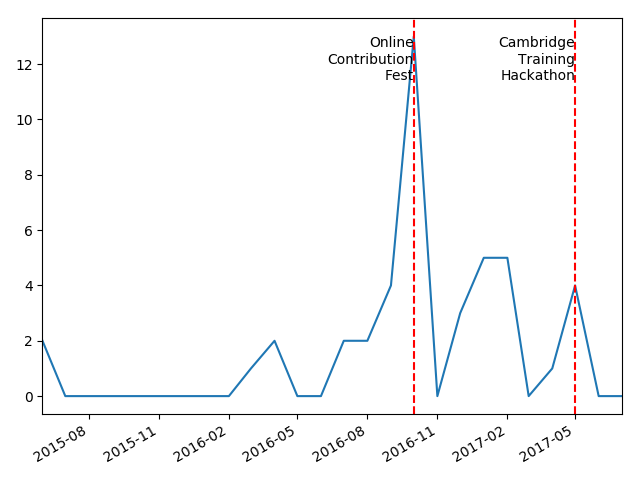 Online
Contribution
Fest
Cambridge
Training
Hackathon
12
10
8
6
4
2
0
2015-08
2015-11
2016-02
2016-05
2016-08
2016-11
2017-02
2017-05